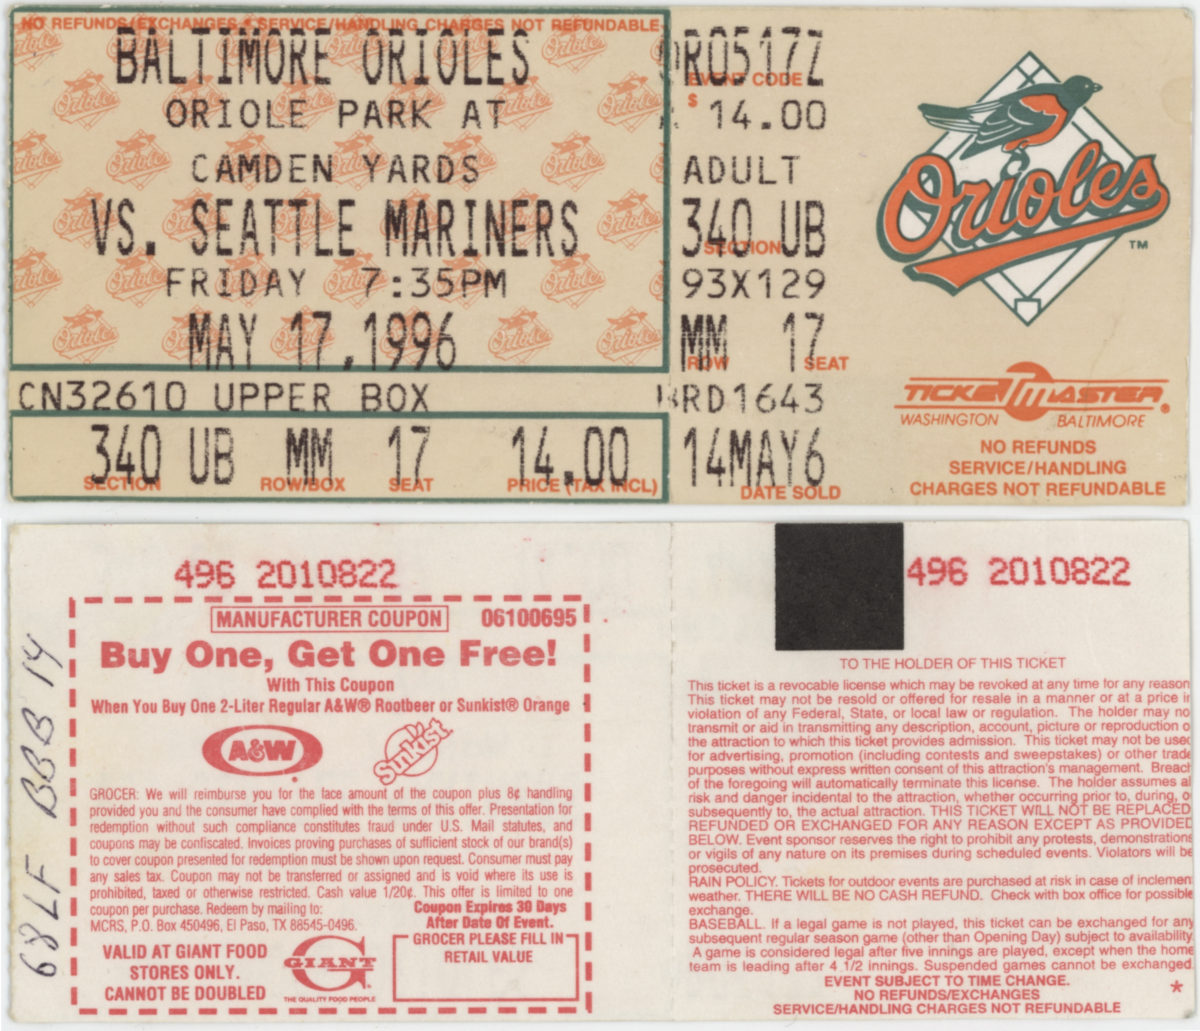 NO REFUNDS/EXCHANGES * SERVICE/HANDLING CHARGES NOT REFUNDABLE
BALTIMORE ORIOLES
ORIOLE PARK AT
CAMDEN YARDS
VS. SEATTLE MARINERS
FRIDAY 7:35PM
MAY 17,1996
CN32610 UPPER BOX
340 UB MM 17 14.00
SECTION ROW/BOX SEAT PRICE (TAX INCL)
R0517Z
EVENT CODE
$ 14.00
ADULT
340 UB
SECTION
93X129
MM 17
ROW SEAT
BRD1643
14MAY6
DATE SOLD
Orioles
TM
TICKETMASTER®
WASHINGTON BALTIMORE
NO REFUNDS
SERVICE/HANDLING
CHARGES NOT REFUNDABLE
496 2010822
MANUFACTURER COUPON 06100695
Buy One, Get One Free!
With This Coupon
When You Buy One 2-Liter Regular A&W® Rootbeer or Sunkist® Orange
A&W® Sunkist
GROCER: We will reimburse you for the face amount of the coupon plus 8¢ handling
provided you and the consumer have complied with the terms of this offer. Presentation for
redemption without such compliance constitutes fraud under U.S. Mail statutes, and
coupons may be confiscated. Invoices proving purchases of sufficient stock of our brand(s)
to cover coupon presented for redemption must be shown upon request. Consumer must pay
any sales tax. Coupon may not be transferred or assigned and is void where its use is
prohibited, taxed or otherwise restricted. Cash value 1/20¢. This offer is limited to one
coupon per purchase. Redeem by mailing to:
MCRS, P.O. Box 450496, El Paso, TX 88545-0496.
Coupon Expires 30 Days
After Date Of Event.
VALID AT GIANT FOOD
STORES ONLY.
CANNOT BE DOUBLED
GIANT
THE QUALITY FOOD PEOPLE
GROCER PLEASE FILL IN
RETAIL VALUE
68 LF BBB 14
496 2010822
TO THE HOLDER OF THIS TICKET
This ticket is a revocable license which may be revoked at any time for any reason
This ticket may not be resold or offered for resale in a manner or at a price i
violation of any Federal, State, or local law or regulation. The holder may no
transmit or aid in transmitting any description, account, picture or reproduction o
the attraction to which this ticket provides admission. This ticket may not be used
for advertising, promotion (including contests and sweepstakes) or other trade
purposes without express written consent of this attraction's management. Breach
of the foregoing will automatically terminate this license. The holder assumes al
risk and danger incidental to the attraction, whether occurring prior to, during, o
subsequently to, the actual attraction. THIS TICKET WILL NOT BE REPLACED
REFUNDED OR EXCHANGED FOR ANY REASON EXCEPT AS PROVIDED
BELOW. Event sponsor reserves the right to prohibit any protests, demonstrations
or vigils of any nature on its premises during scheduled events. Violators will be
prosecuted.
RAIN POLICY. Tickets for outdoor events are purchased at risk in case of inclement
weather. THERE WILL BE NO CASH REFUND. Check with box office for possible
exchange.
BASEBALL. If a legal game is not played, this ticket can be exchanged for any
subsequent regular season game (other than Opening Day) subject to availability
A game is considered legal after five innings are played, except when the home
team is leading after 4 1/2 innings. Suspended games cannot be exchanged
EVENT SUBJECT TO TIME CHANGE.
NO REFUNDS/EXCHANGES *
SERVICE/HANDLING CHARGES NOT REFUNDABLE